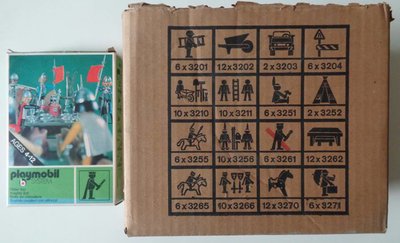 AGES 4-12
playmobil
SYSTEM
6 x 3201
12 x 3202
2 x 3203
6 x 3204
10 x 3210
10 x 3211
6 x 3251
2 x 3252
6 x 3255
10 x 3256
6 x 3261
12 x 3262
6 x 3265
10 x 3266
12 x 3270
6 x 3271